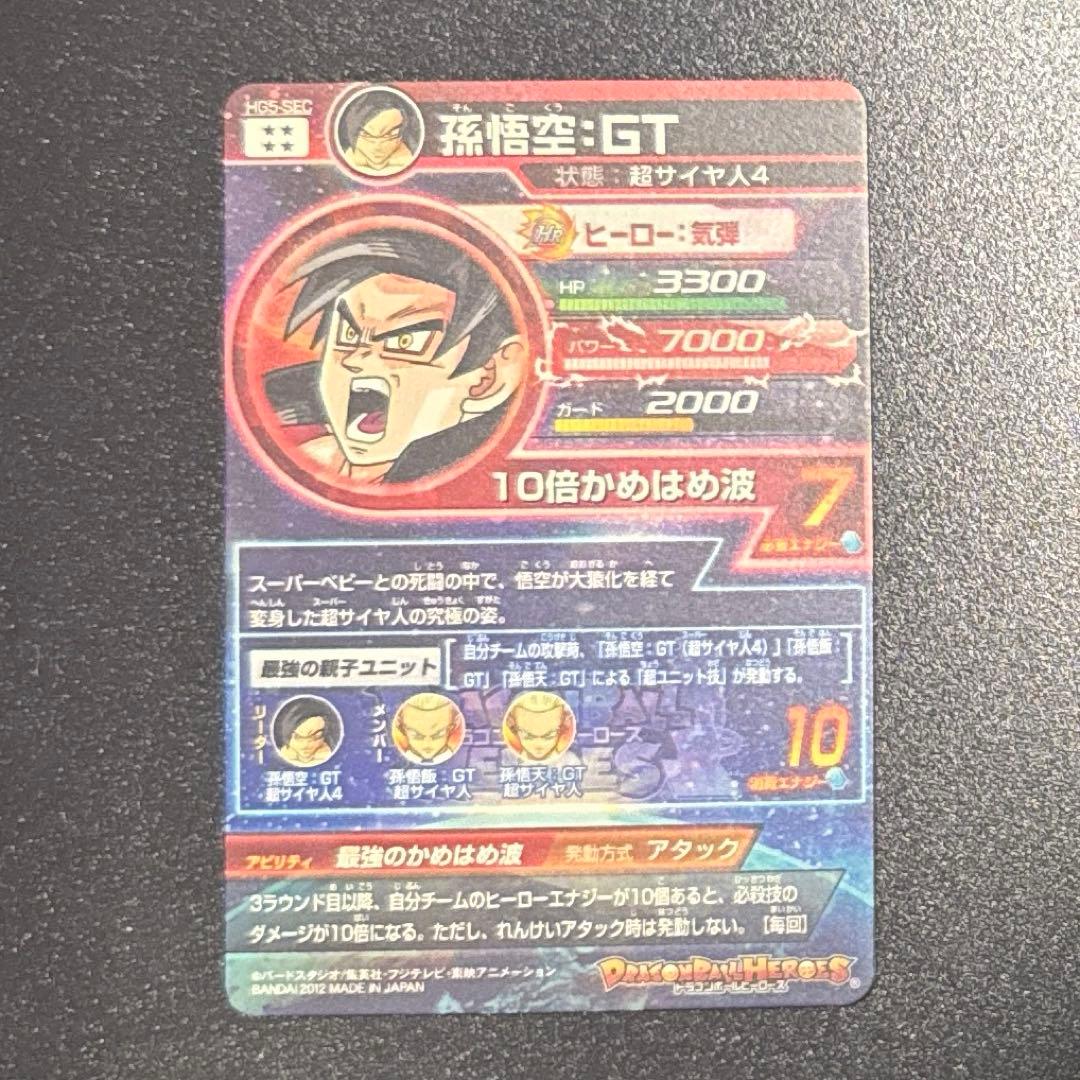 HG5-SEC
孫悟空:GT
そんごくう
状態：超サイヤ人4
HR ヒーロー：気弾
HP 3300
パワー 7000
ガード 2000
10倍かめはめ波 7
必要エナジー
スーパーベビーとの死闘の中で、悟空が大猿化を経て
変身した超サイヤ人の究極の姿。
最強の親子ユニット
自分チームの攻撃時、「孫悟空：GT（超サイヤ人4）」「孫悟飯：
GT」「孫悟天：GT」による「超ユニット技」が発動する。
リーダー
孫悟空：GT
超サイヤ人4
メンバー
孫悟飯：GT
超サイヤ人
孫悟天：GT
超サイヤ人
10
必要エナジー
アビリティ 最強のかめはめ波 発動方式 アタック
3ラウンド目以降、自分チームのヒーローエナジーが10個あると、必殺技の
ダメージが10倍になる。ただし、れんけいアタック時は発動しない。［毎回］
©バードスタジオ/集英社・フジテレビ・東映アニメーション
BANDAI 2012 MADE IN JAPAN
DRAGONBALL HEROES
ドラゴンボールヒーローズ
®